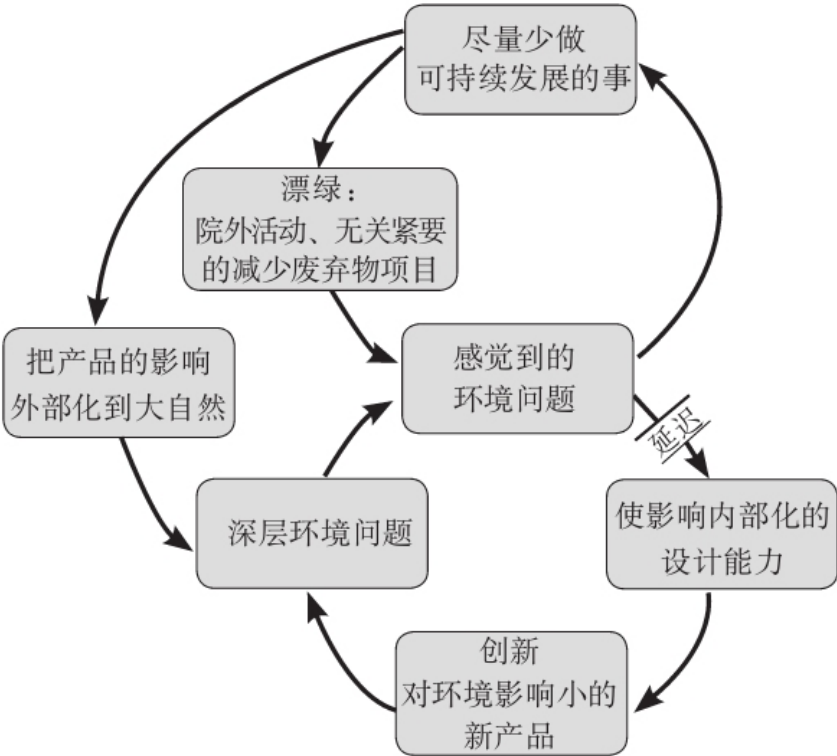 尽量少做
可持续发展的事
漂绿：
院外活动、无关紧要
的减少废弃物项目
把产品的影响
外部化到大自然
感觉到的
环境问题
延迟
深层环境问题
使影响内部化的
设计能力
创新
对环境影响小的
新产品